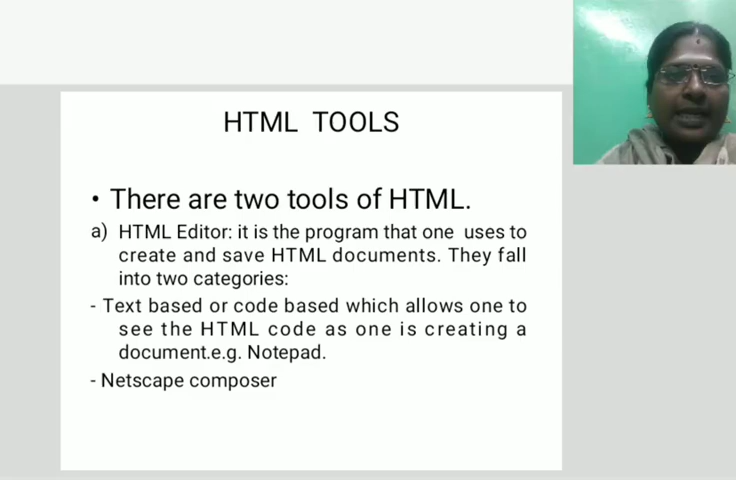 HTML TOOLS
• There are two tools of HTML.
a) HTML Editor: it is the program that one uses to
create and save HTML documents. They fall
into two categories:
- Text based or code based which allows one to
see the HTML code as one is creating a
document.e.g. Notepad.
- Netscape composer